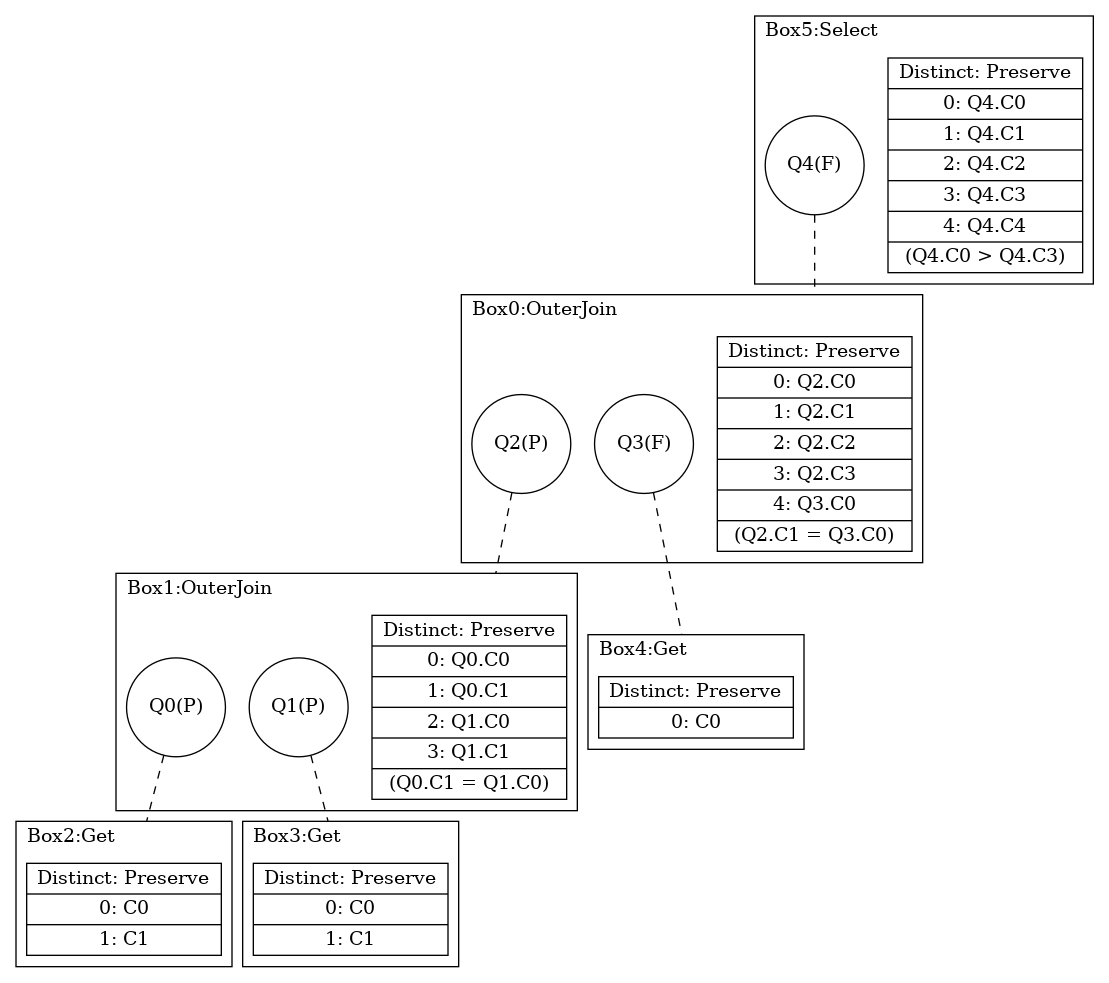 Box5:Select
Q4(F)
Distinct: Preserve
0: Q4.C0
1: Q4.C1
2: Q4.C2
3: Q4.C3
4: Q4.C4
(Q4.C0 > Q4.C3)
Box0:OuterJoin
Q2(P)
Q3(F)
Distinct: Preserve
0: Q2.C0
1: Q2.C1
2: Q2.C2
3: Q2.C3
4: Q3.C0
(Q2.C1 = Q3.C0)
Box1:OuterJoin
Q0(P)
Q1(P)
Distinct: Preserve
0: Q0.C0
1: Q0.C1
2: Q1.C0
3: Q1.C1
(Q0.C1 = Q1.C0)
Box4:Get
Distinct: Preserve
0: C0
Box2:Get
Distinct: Preserve
0: C0
1: C1
Box3:Get
Distinct: Preserve
0: C0
1: C1